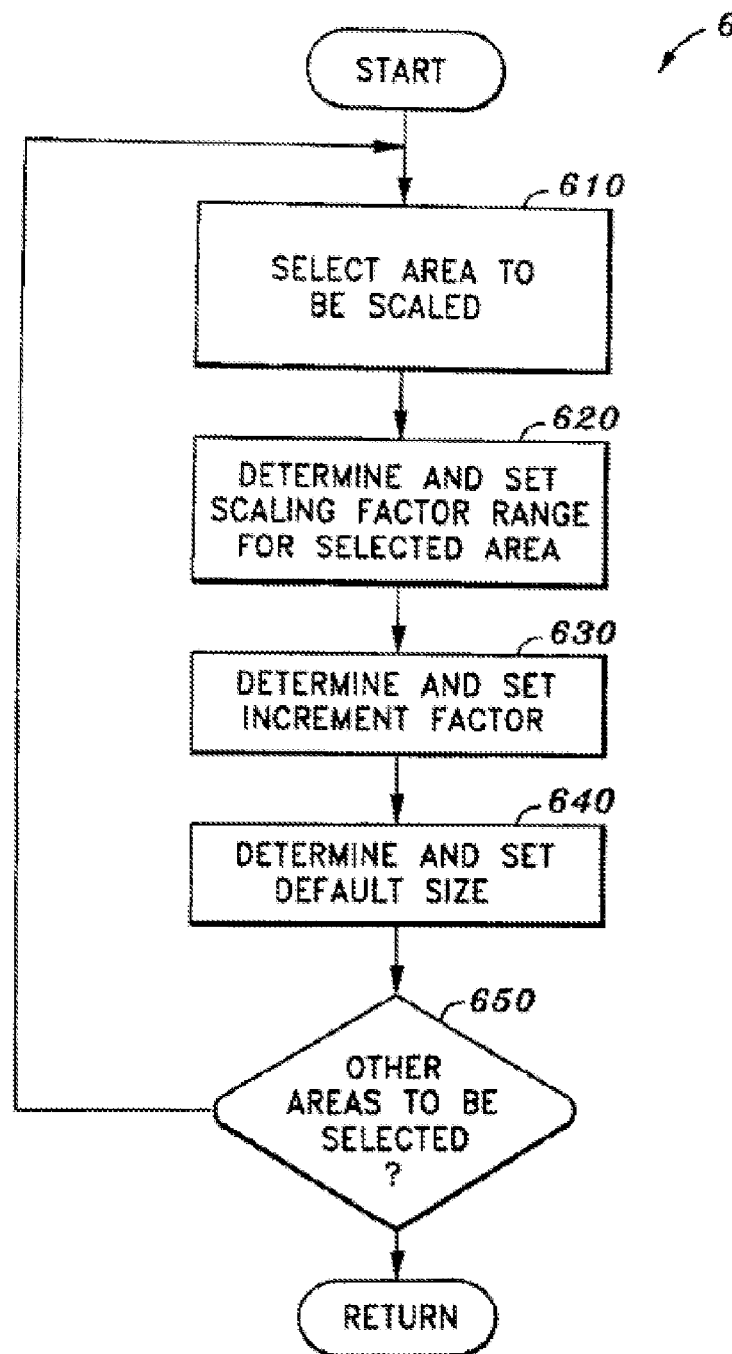 6
START
610
SELECT AREA TO
BE SCALED
620
DETERMINE AND SET
SCALING FACTOR RANGE
FOR SELECTED AREA
630
DETERMINE AND SET
INCREMENT FACTOR
640
DETERMINE AND SET
DEFAULT SIZE
650
OTHER
AREAS TO BE
SELECTED
?
RETURN